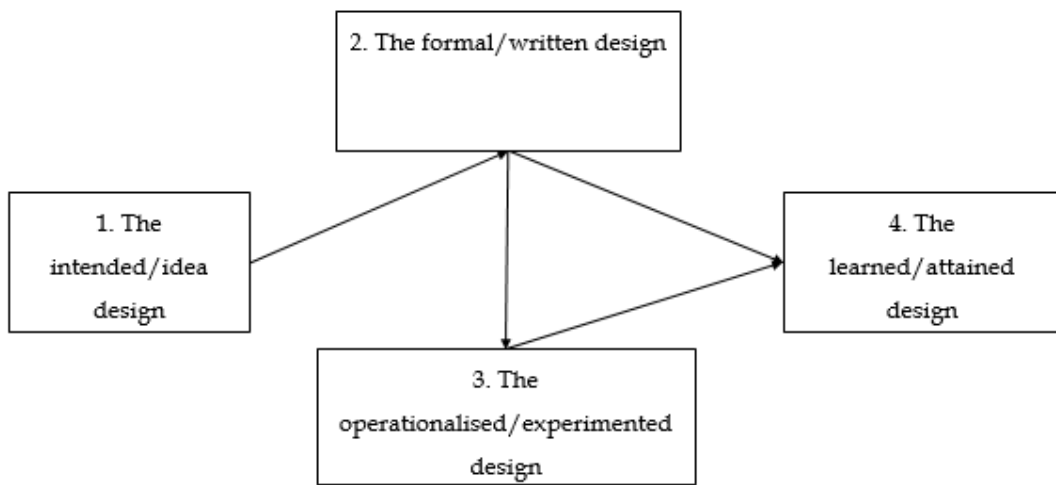 2. The formal/written design
1. The
intended/idea
design
4. The
learned/attained
design
3. The
operationalised/experimented
design